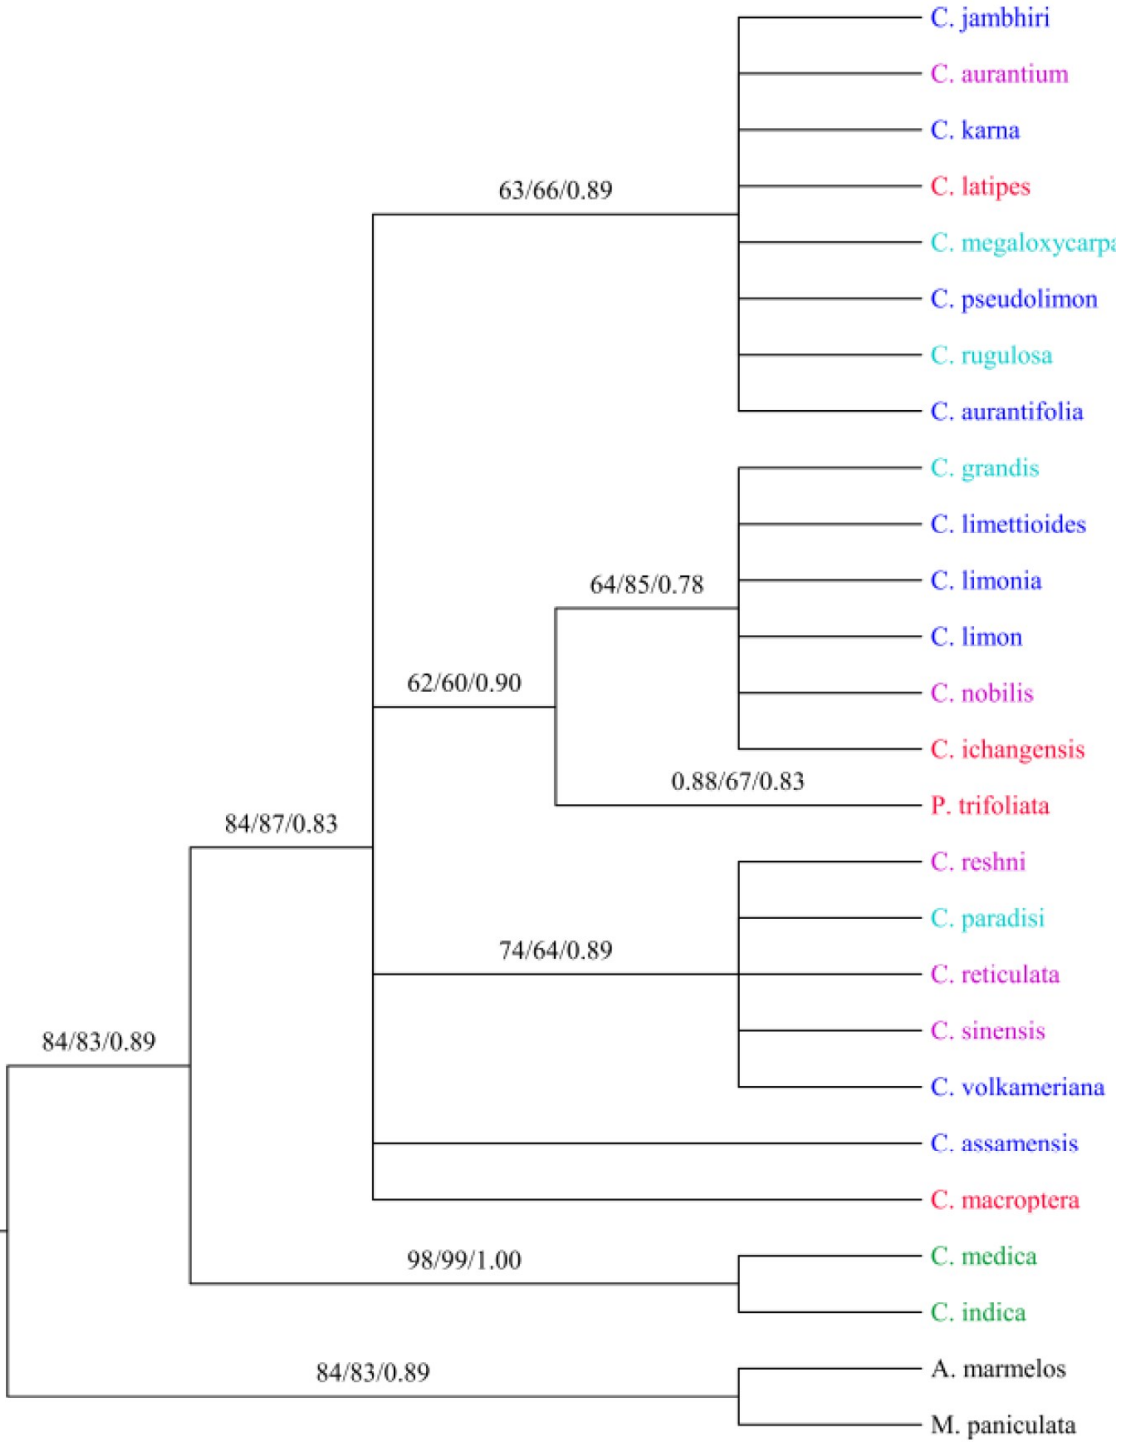 C. jambhiri
C. aurantium
C. karna
63/66/0.89
C. latipes
C. megaloxycarpa
C. pseudolimon
C. rugulosa
C. aurantifolia
C. grandis
C. limettioides
64/85/0.78
C. limonia
C. limon
62/60/0.90
C. nobilis
C. ichangensis
0.88/67/0.83
P. trifoliata
84/87/0.83
C. reshni
C. paradisi
74/64/0.89
C. reticulata
C. sinensis
84/83/0.89
C. volkameriana
C. assamensis
C. macroptera
98/99/1.00
C. medica
C. indica
84/83/0.89
A. marmelos
M. paniculata